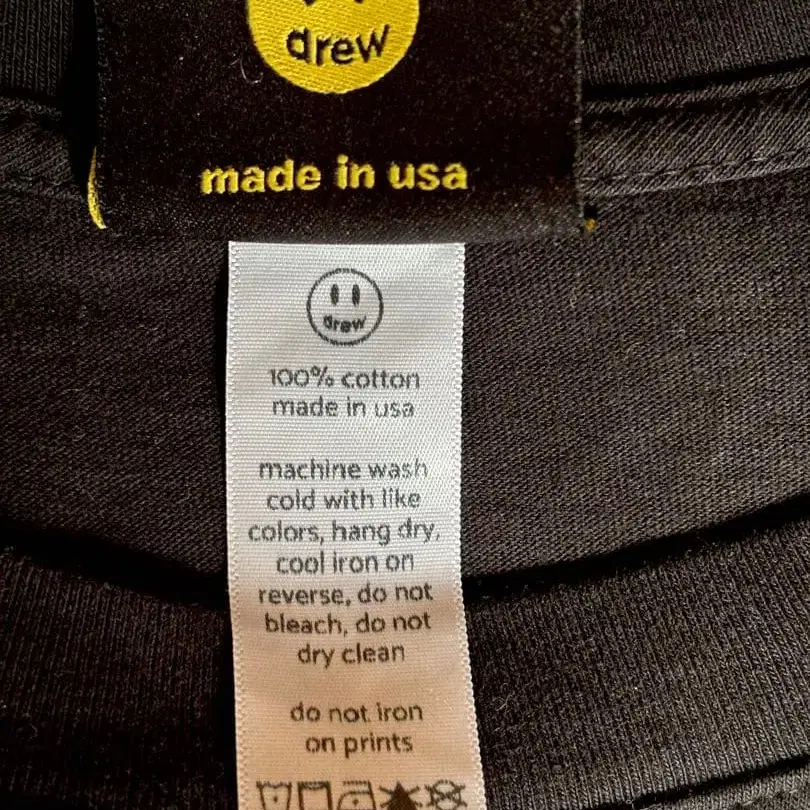 drew
made in usa
drew
100% cotton
made in usa
machine wash
cold with like
colors, hang dry,
cool iron on
reverse, do not
bleach, do not
dry clean
do not iron
on prints